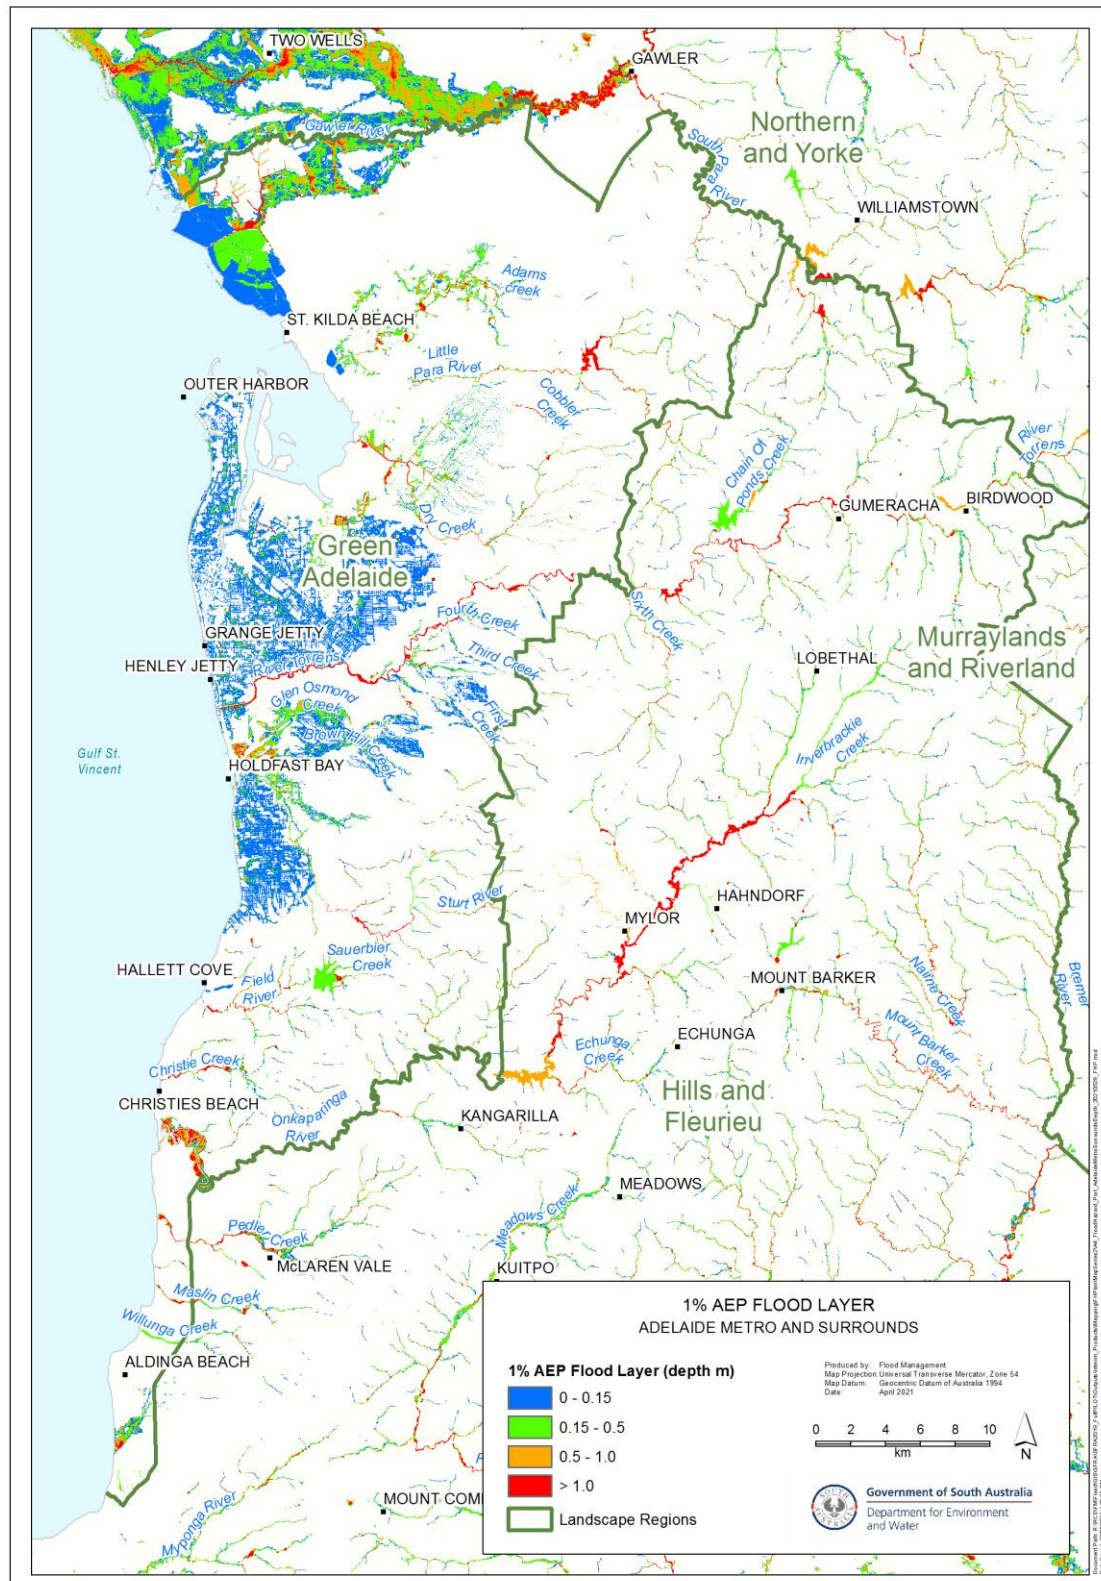 TWO WELLS
GAWLER
Gawler River
South Para
River
Northern
and Yorke
WILLIAMSTOWN
Adams
creek
ST. KILDA BEACH
Little
Para River
OUTER HARBOR
Cobbler
Creek
River
Torrens
Chain Of
Ponds Creek
BIRDWOOD
GUMERACHA
Dry Creek
Green
Adelaide
Fourth Creek
Sixth Creek
GRANGE JETTY
Third Creek
Murraylands
and Riverland
HENLEY JETTY
River Torrens
LOBETHAL
Glen Osmond
Creek
First
Creek
Brown Hill Creek
Inverbrackie
Creek
Gulf St.
Vincent
HOLDFAST BAY
Sturt River
HAHNDORF
MYLOR
Sauerbier
Creek
HALLETT COVE
Field
River
MOUNT BARKER
Nairne Creek
Bremer
River
Mount Barker
Creek
ECHUNGA
Echunga
Creek
Christie Creek
CHRISTIES BEACH
Onkaparinga
River
KANGARILLA
Hills and
Fleurieu
MEADOWS
Meadows Creek
Pedler
Creek
McLAREN VALE
KUITPO
Maslin Creek
Willunga Creek
ALDINGA BEACH
MOUNT COM
Myponga River
1% AEP FLOOD LAYER
ADELAIDE METRO AND SURROUNDS
1% AEP Flood Layer (depth m)
0 - 0.15
0.15 - 0.5
0.5 - 1.0
> 1.0
Landscape Regions
Produced by: Flood Management
Map Projection: Universal Transverse Mercator, Zone 54
Map Datum: Geocentric Datum of Australia 1994
Date: April 2021
0 2 4 6 8 10
km
N
SOUTH
AUSTRALIA
Government of South Australia
Department for Environment
and Water